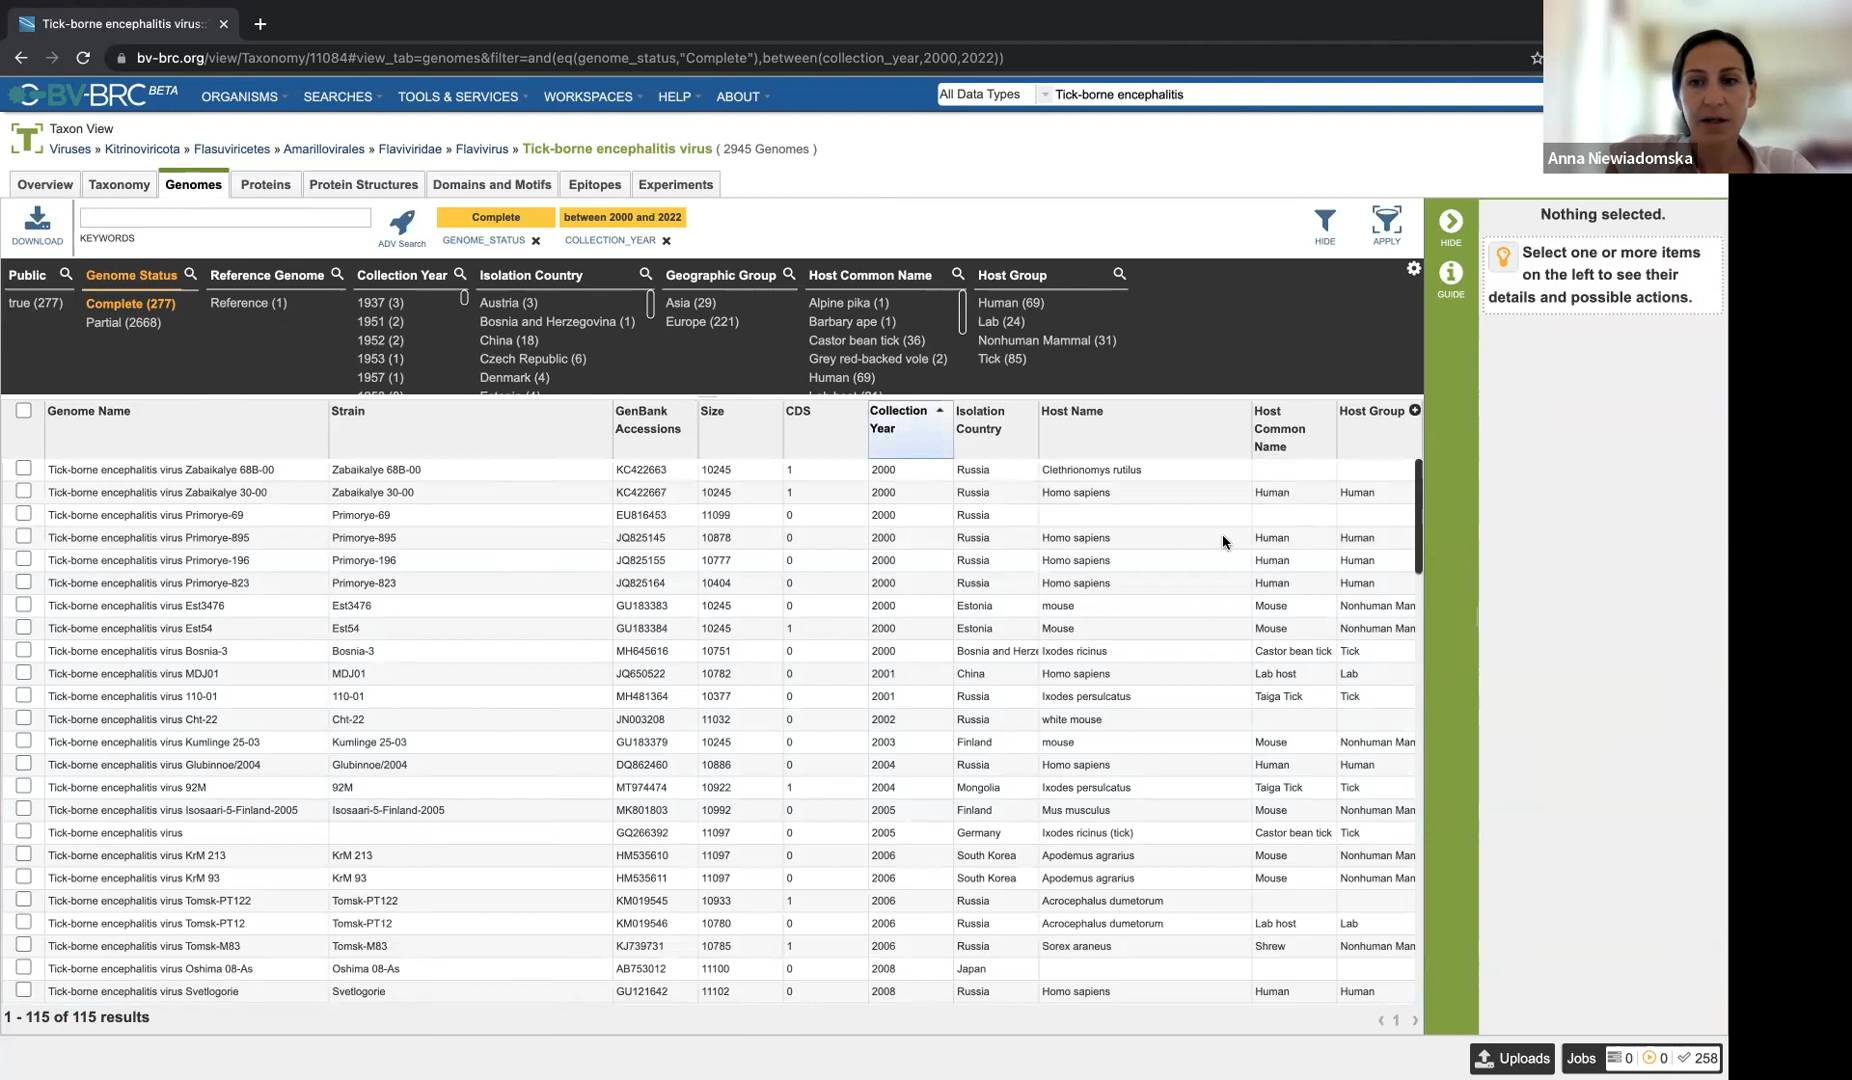 Tick-borne encephalitis virus::
bv-brc.org/view/Taxonomy/11084#view_tab=genomes&filter=and(eq(genome_status,"Complete"),between(collection_year,2000,2022))
BV-BRC BETA ORGANISMS SEARCHES TOOLS & SERVICES WORKSPACES HELP ABOUT All Data Types Tick-borne encephalitis
Anna Niewiadomska
Taxon View
Viruses » Kitrinoviricota » Flasuviricetes » Amarillovirales » Flaviviridae » Flavivirus » Tick-borne encephalitis virus ( 2945 Genomes )
Overview Taxonomy Genomes Proteins Protein Structures Domains and Motifs Epitopes Experiments
DOWNLOAD KEYWORDS ADV Search
Complete between 2000 and 2022
GENOME_STATUS COLLECTION_YEAR
HIDE APPLY HIDE
GUIDE
Nothing selected.
Select one or more items
on the left to see their
details and possible actions.
Public Genome Status Reference Genome Collection Year Isolation Country Geographic Group Host Common Name Host Group
true (277) Complete (277) Reference (1) 1937 (3) Austria (3) Asia (29) Alpine pika (1) Human (69)
Partial (2668) 1951 (2) Bosnia and Herzegovina (1) Europe (221) Barbary ape (1) Lab (24)
1952 (2) China (18) Castor bean tick (36) Nonhuman Mammal (31)
1953 (1) Czech Republic (6) Grey red-backed vole (2) Tick (85)
1957 (1) Denmark (4) Human (69)
Genome Name Strain GenBank Accessions Size CDS Collection Year Isolation Country Host Name Host Common Name Host Group
Tick-borne encephalitis virus Zabaikalye 68B-00 Zabaikalye 68B-00 KC422663 10245 1 2000 Russia Clethrionomys rutilus
Tick-borne encephalitis virus Zabaikalye 30-00 Zabaikalye 30-00 KC422667 10245 1 2000 Russia Homo sapiens Human Human
Tick-borne encephalitis virus Primorye-69 Primorye-69 EU816453 11099 0 2000 Russia
Tick-borne encephalitis virus Primorye-895 Primorye-895 JQ825145 10878 0 2000 Russia Homo sapiens Human Human
Tick-borne encephalitis virus Primorye-196 Primorye-196 JQ825155 10777 0 2000 Russia Homo sapiens Human Human
Tick-borne encephalitis virus Primorye-823 Primorye-823 JQ825164 10404 0 2000 Russia Homo sapiens Human Human
Tick-borne encephalitis virus Est3476 Est3476 GU183383 10245 0 2000 Estonia mouse Mouse Nonhuman Mam
Tick-borne encephalitis virus Est54 Est54 GU183384 10245 1 2000 Estonia Mouse Mouse Nonhuman Mam
Tick-borne encephalitis virus Bosnia-3 Bosnia-3 MH645616 10751 0 2000 Bosnia and Herze Ixodes ricinus Castor bean tick Tick
Tick-borne encephalitis virus MDJ01 MDJ01 JQ650522 10782 0 2001 China Homo sapiens Lab host Lab
Tick-borne encephalitis virus 110-01 110-01 MH481364 10377 0 2001 Russia Ixodes persulcatus Taiga Tick Tick
Tick-borne encephalitis virus Cht-22 Cht-22 JN003208 11032 0 2002 Russia white mouse
Tick-borne encephalitis virus Kumlinge 25-03 Kumlinge 25-03 GU183379 10245 0 2003 Finland mouse Mouse Nonhuman Mam
Tick-borne encephalitis virus Glubinnoe/2004 Glubinnoe/2004 DQ862460 10886 0 2004 Russia Homo sapiens Human Human
Tick-borne encephalitis virus 92M 92M MT974474 10922 1 2004 Mongolia Ixodes persulcatus Taiga Tick Tick
Tick-borne encephalitis virus Isosaari-5-Finland-2005 Isosaari-5-Finland-2005 MK801803 10992 0 2005 Finland Mus musculus Mouse Nonhuman Mam
Tick-borne encephalitis virus GQ266392 11097 0 2005 Germany Ixodes ricinus (tick) Castor bean tick Tick
Tick-borne encephalitis virus KrM 213 KrM 213 HM535610 11097 0 2006 South Korea Apodemus agrarius Mouse Nonhuman Mam
Tick-borne encephalitis virus KrM 93 KrM 93 HM535611 11097 0 2006 South Korea Apodemus agrarius Mouse Nonhuman Mam
Tick-borne encephalitis virus Tomsk-PT122 Tomsk-PT122 KM019545 10933 1 2006 Russia Acrocephalus dumetorum
Tick-borne encephalitis virus Tomsk-PT12 Tomsk-PT12 KM019546 10780 0 2006 Russia Acrocephalus dumetorum Lab host Lab
Tick-borne encephalitis virus Tomsk-M83 Tomsk-M83 KJ739731 10785 1 2006 Russia Sorex araneus Shrew Nonhuman Mam
Tick-borne encephalitis virus Oshima 08-As Oshima 08-As AB753012 11100 0 2008 Japan
Tick-borne encephalitis virus Svetlogorie Svetlogorie GU121642 11102 0 2008 Russia Homo sapiens Human Human
1 - 115 of 115 results 1
Uploads Jobs 0 0 258